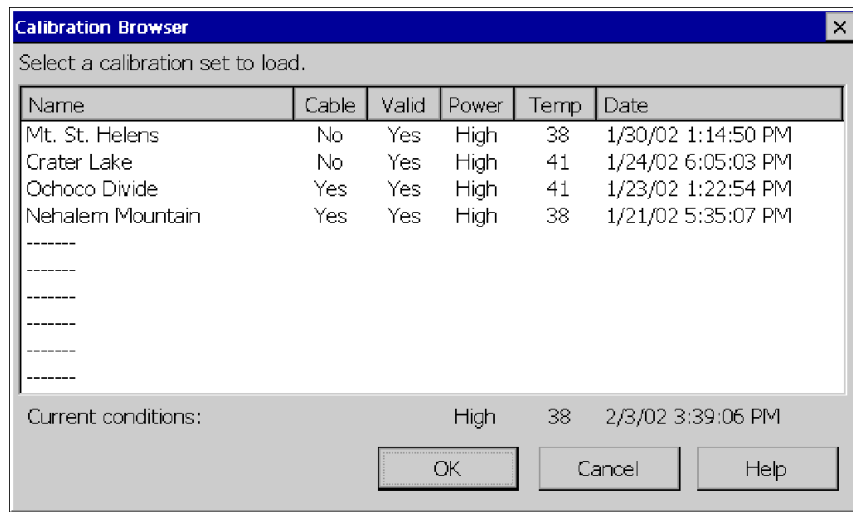 Calibration Browser
Select a calibration set to load.
Name Cable Valid Power Temp Date
Mt. St. Helens No Yes High 38 1/30/02 1:14:50 PM
Crater Lake No Yes High 41 1/24/02 6:05:03 PM
Ochoco Divide Yes Yes High 41 1/23/02 1:22:54 PM
Nehalem Mountain Yes Yes High 38 1/21/02 5:35:07 PM
-------
-------
-------
-------
-------
-------
Current conditions: High 38 2/3/02 3:39:06 PM
OK Cancel Help